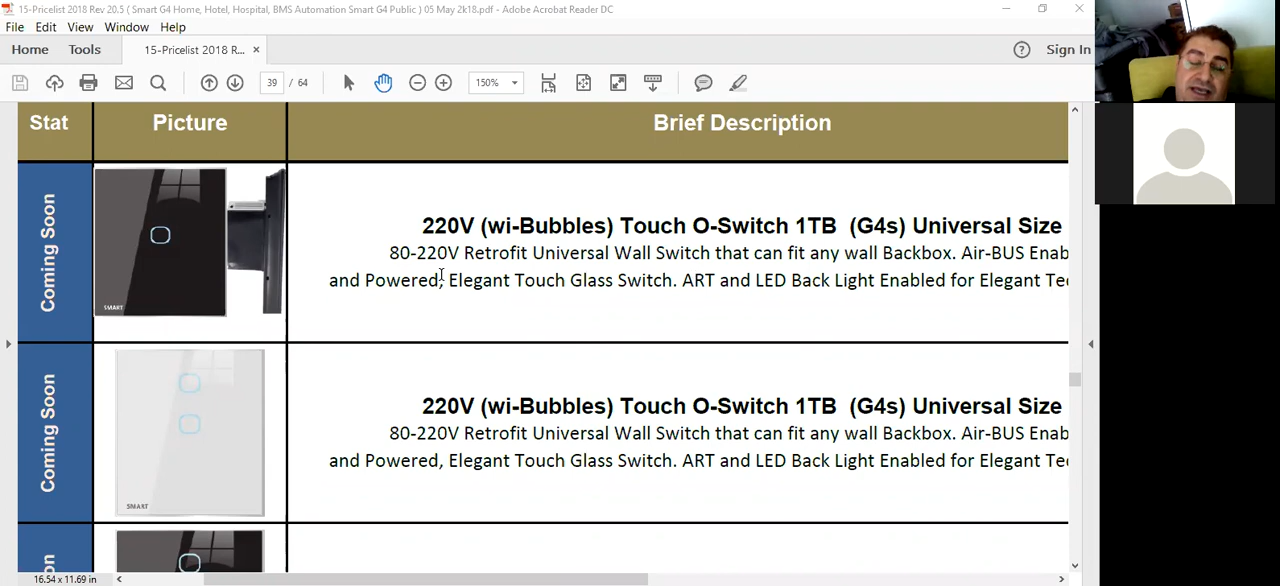 15-Pricelist 2018 Rev 20.5 ( Smart G4 Home, Hotel, Hospital, BMS Automation Smart G4 Public ) 05 May 2k18.pdf - Adobe Acrobat Reader DC
File Edit View Window Help
Home Tools 15-Pricelist 2018 R... × Sign In
39 / 64 150%
Stat Picture Brief Description
Coming Soon
SMART
220V (wi-Bubbles) Touch O-Switch 1TB (G4s) Universal Size
80-220V Retrofit Universal Wall Switch that can fit any wall Backbox. Air-BUS Enab
and Powered, Elegant Touch Glass Switch. ART and LED Back Light Enabled for Elegant Tec
Coming Soon
SMART
220V (wi-Bubbles) Touch O-Switch 1TB (G4s) Universal Size
80-220V Retrofit Universal Wall Switch that can fit any wall Backbox. Air-BUS Enab
and Powered, Elegant Touch Glass Switch. ART and LED Back Light Enabled for Elegant Tec
on
16.54 x 11.69 in